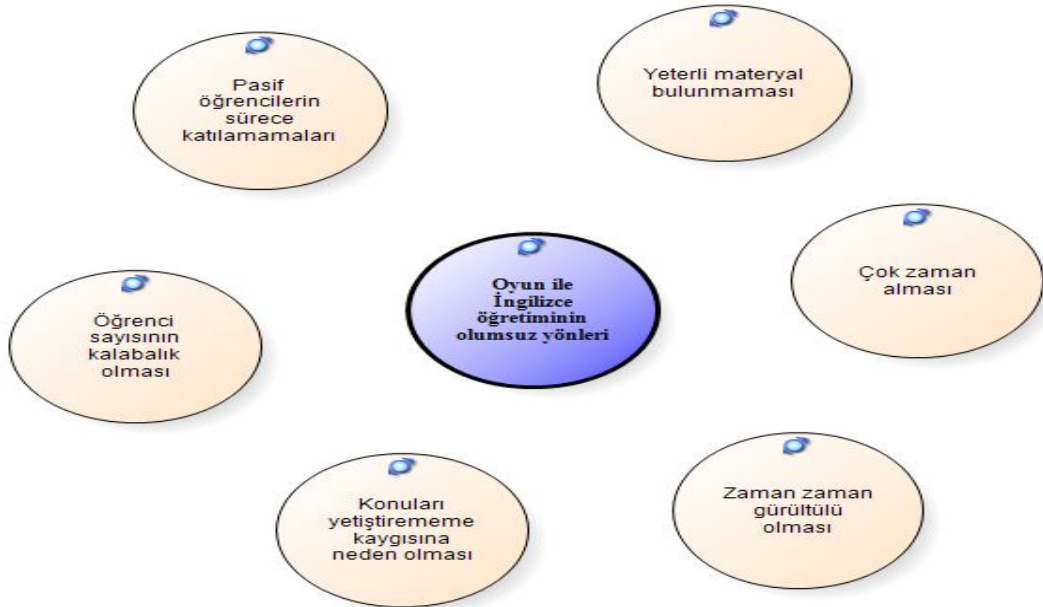 Pasif
öğrencilerin
sürece
katılamamaları
Yeterli materyal
bulunmaması
Çok zaman
alması
Oyun ile
İngilizce
öğretiminin
olumsuz yönleri
Öğrenci
sayısının
kalabalık
olması
Konuları
yetiştirememe
kaygısına
neden olması
Zaman zaman
gürültülü
olması